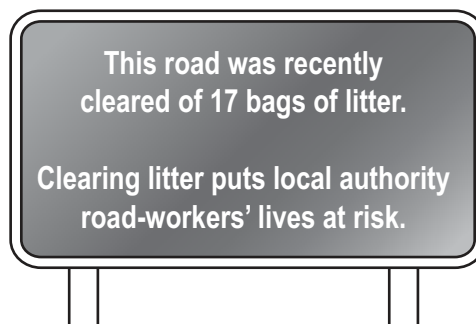 This road was recently
cleared of 17 bags of litter.
Clearing litter puts local authority
road-workers’ lives at risk.